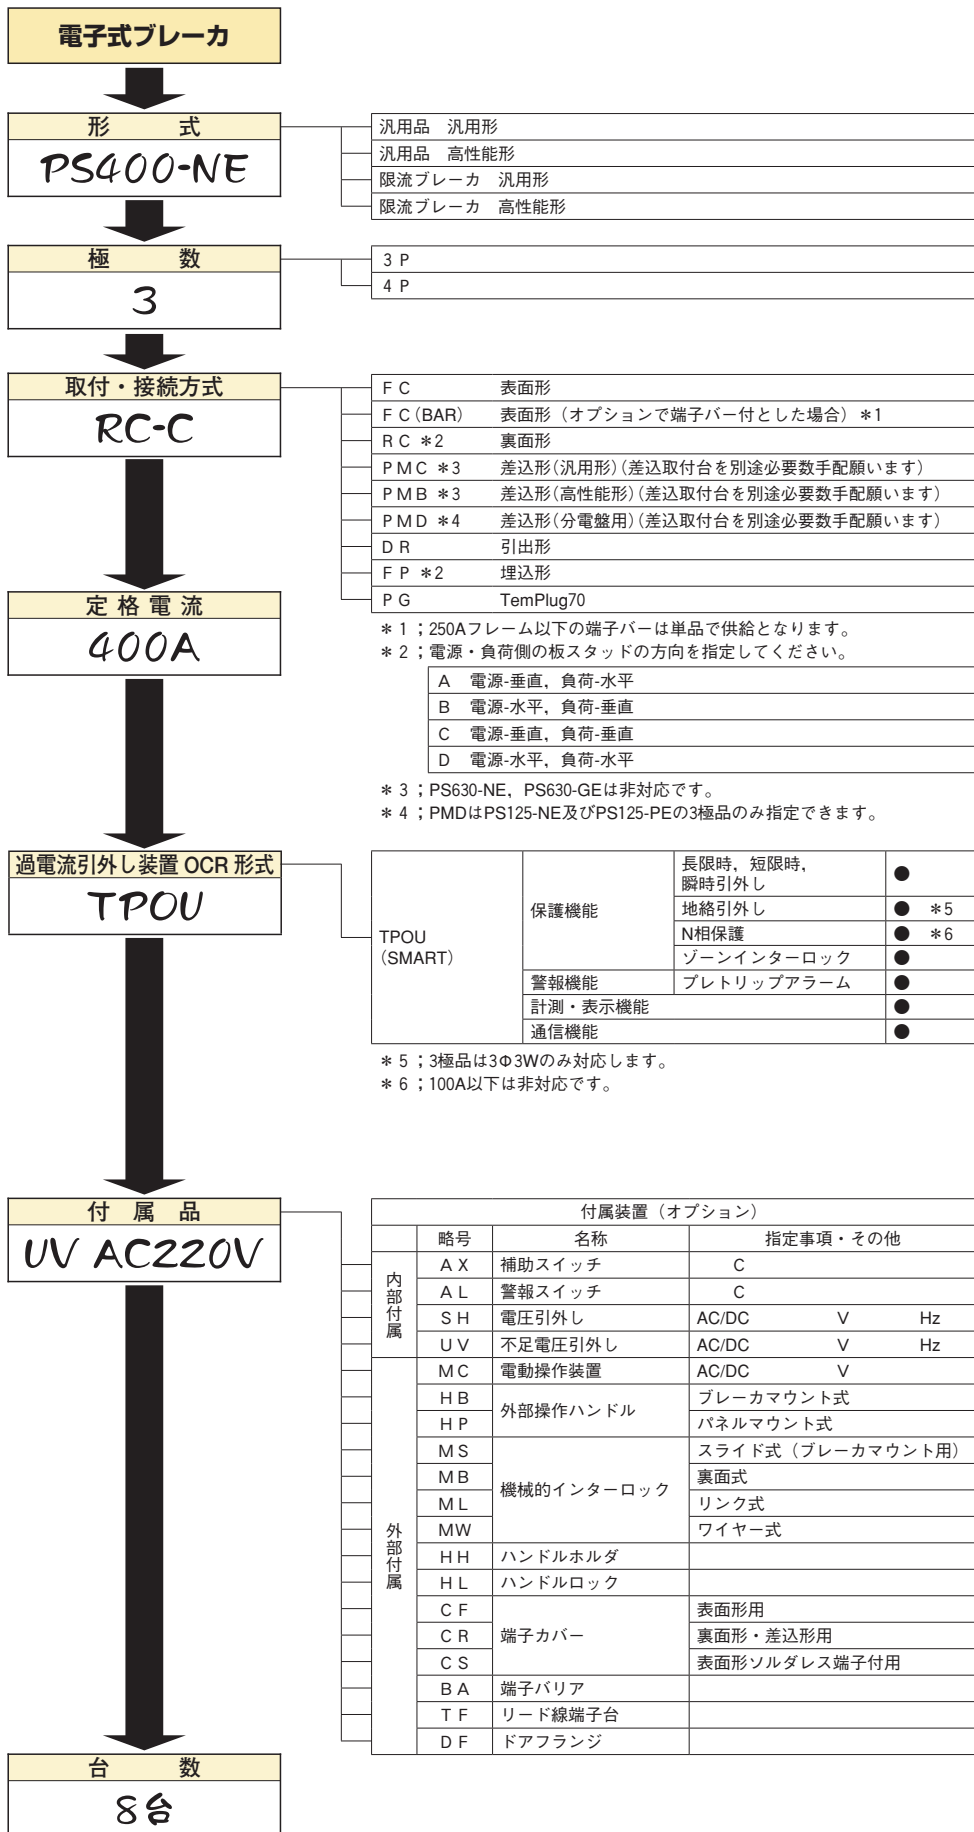 電子式ブレーカ
形 式
PS400-NE
汎用品 汎用形
汎用品 高性能形
限流ブレーカ 汎用形
限流ブレーカ 高性能形
極 数
3
3 P
4 P
取付・接続方式
RC-C
F C 表面形
F C(BAR) 表面形（オプションで端子バー付とした場合）＊1
R C ＊2 裏面形
P M C ＊3 差込形(汎用形)(差込取付台を別途必要数手配願います)
P M B ＊3 差込形(高性能形)(差込取付台を別途必要数手配願います)
P M D ＊4 差込形(分電盤用)(差込取付台を別途必要数手配願います)
D R 引出形
F P ＊2 埋込形
P G TemPlug70
定 格 電 流
400A
＊ 1 ；250Aフレーム以下の端子バーは単品で供給となります。
＊ 2 ；電源・負荷側の板スタッドの方向を指定してください。
A 電源-垂直，負荷-水平
B 電源-水平，負荷-垂直
C 電源-垂直，負荷-垂直
D 電源-水平，負荷-水平
＊ 3 ；PS630-NE，PS630-GEは非対応です。
＊ 4 ；PMDはPS125-NE及びPS125-PEの3極品のみ指定できます。
過電流引外し装置 OCR 形式
TPOU
TPOU
(SMART)
保護機能
長限時，短限時，
瞬時引外し ●
地絡引外し ● ＊5
N相保護 ● ＊6
ゾーンインターロック ●
警報機能 プレトリップアラーム ●
計測・表示機能 ●
通信機能 ●
＊ 5 ；3極品は3Φ3Wのみ対応します。
＊ 6 ；100A以下は非対応です。
付 属 品
UV AC220V
付属装置（オプション）
略号 名称 指定事項・その他
内部付属
A X 補助スイッチ C
A L 警報スイッチ C
S H 電圧引外し AC/DC V Hz
U V 不足電圧引外し AC/DC V Hz
外部付属
M C 電動操作装置 AC/DC V
H B 外部操作ハンドル ブレーカマウント式
H P パネルマウント式
M S 機械的インターロック スライド式（ブレーカマウント用）
M B 裏面式
M L リンク式
MW ワイヤー式
H H ハンドルホルダ
H L ハンドルロック
C F 端子カバー 表面形用
C R 裏面形・差込形用
C S 表面形ソルダレス端子付用
B A 端子バリア
T F リード線端子台
D F ドアフランジ
台 数
8台